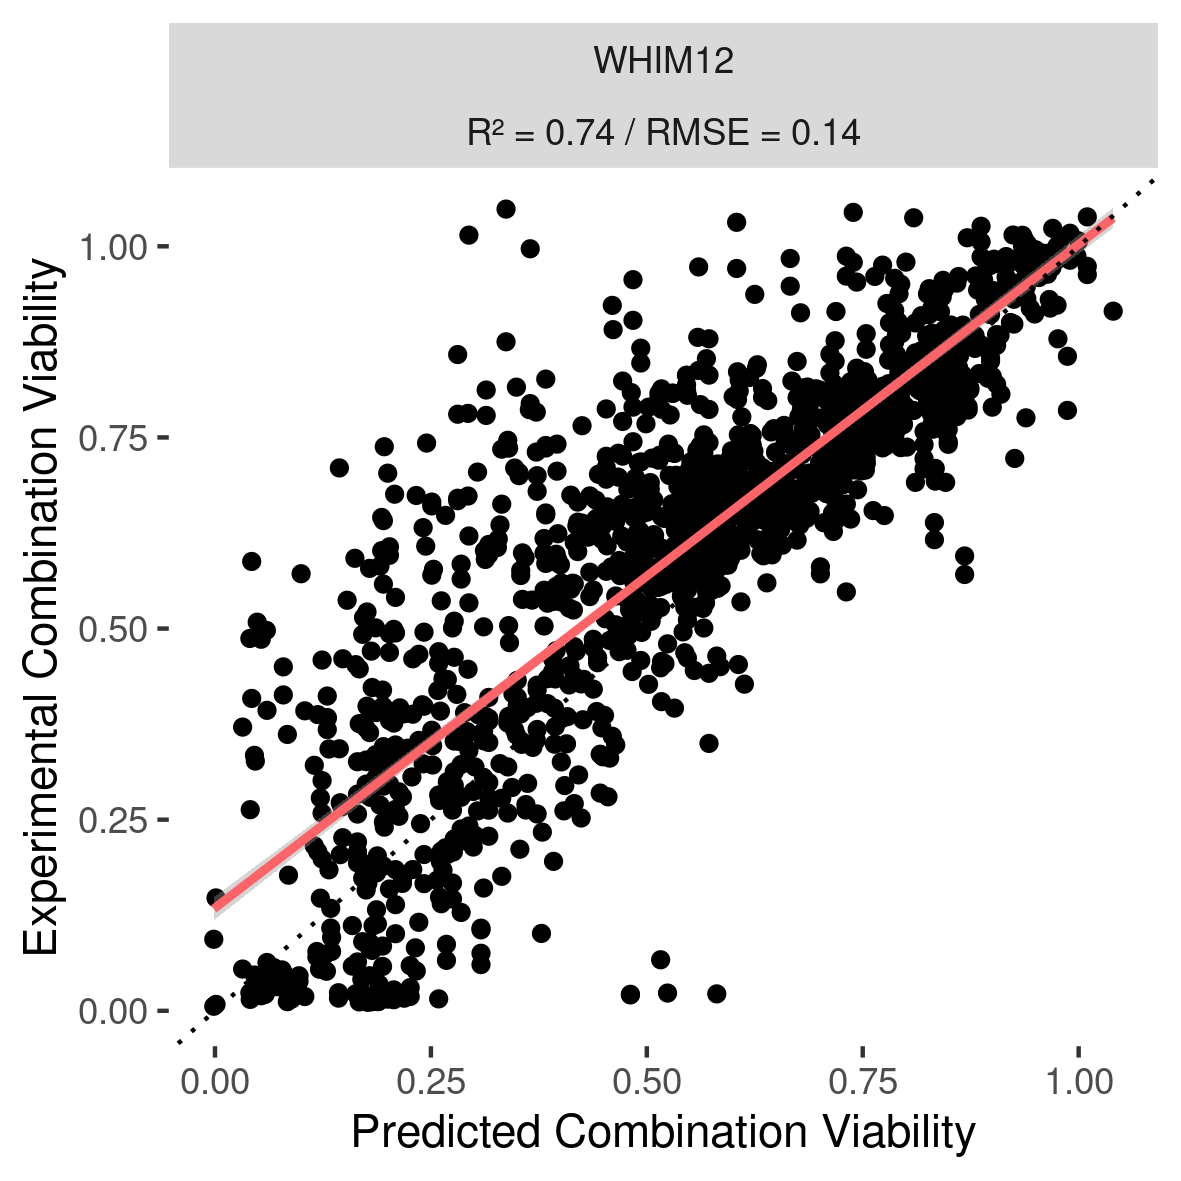 WHIM12
R² = 0.74 / RMSE = 0.14
Experimental Combination Viability
1.00
0.75
0.50
0.25
0.00
0.00 0.25 0.50 0.75 1.00
Predicted Combination Viability